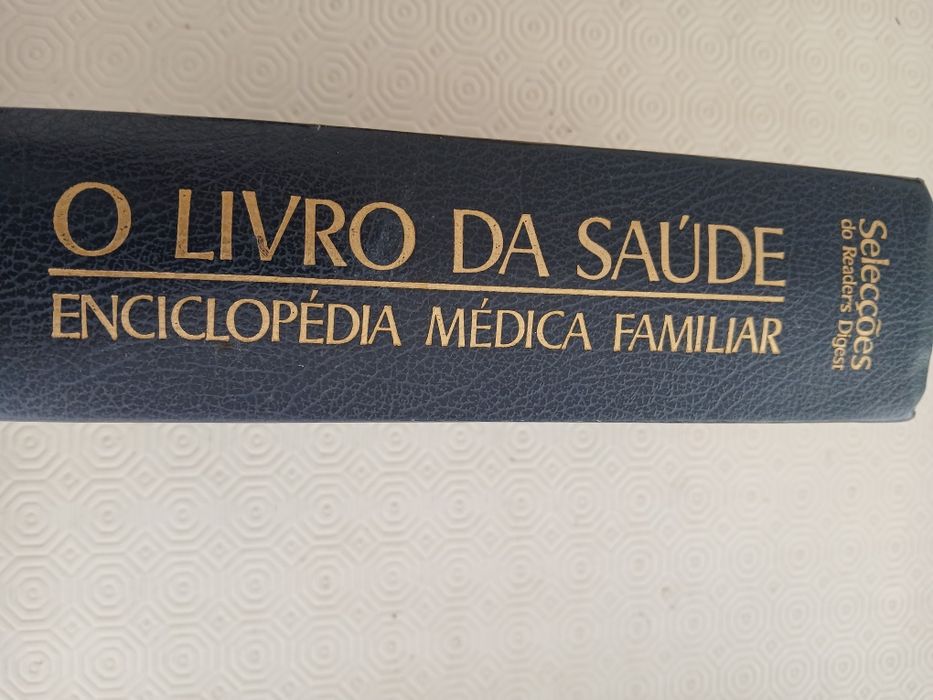 O LIVRO DA SAÚDE
ENCICLOPÉDIA MÉDICA FAMILIAR
Selecções
do Reader's Digest